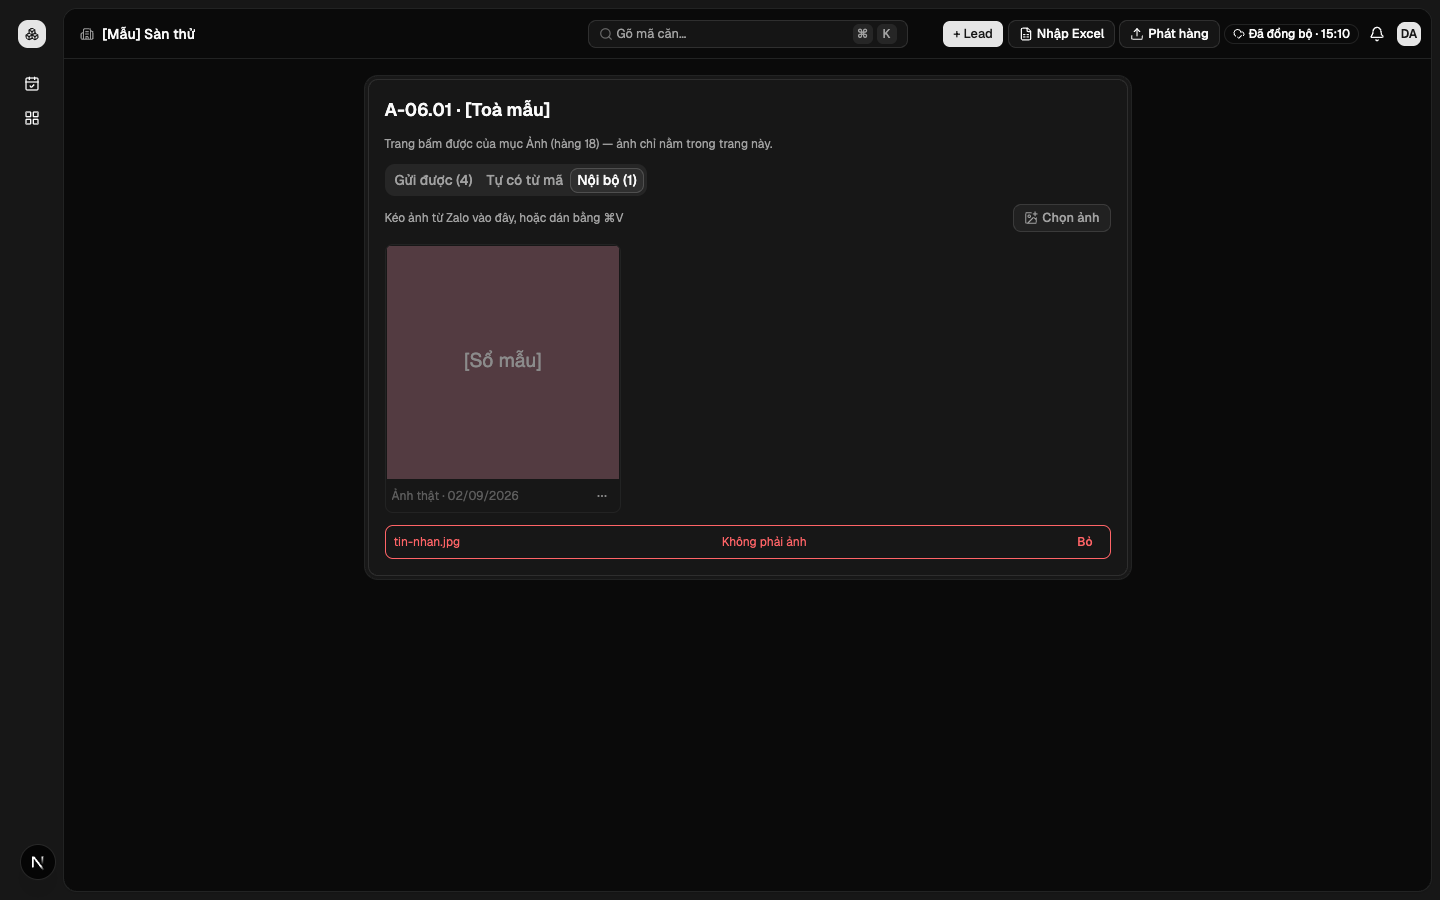 [Mẫu] Sàn thử
Gõ mã căn...
⌘ K
+ Lead
Nhập Excel
Phát hàng
Đã đồng bộ · 15:10
DA
A-06.01 · [Toà mẫu]
Trang bấm được của mục Ảnh (hàng 18) — ảnh chỉ nằm trong trang này.
Gửi được (4) Tự có từ mã Nội bộ (1)
Kéo ảnh từ Zalo vào đây, hoặc dán bằng ⌘V
Chọn ảnh
[Sổ mẫu]
Ảnh thật · 02/09/2026
tin-nhan.jpg Không phải ảnh Bỏ
N